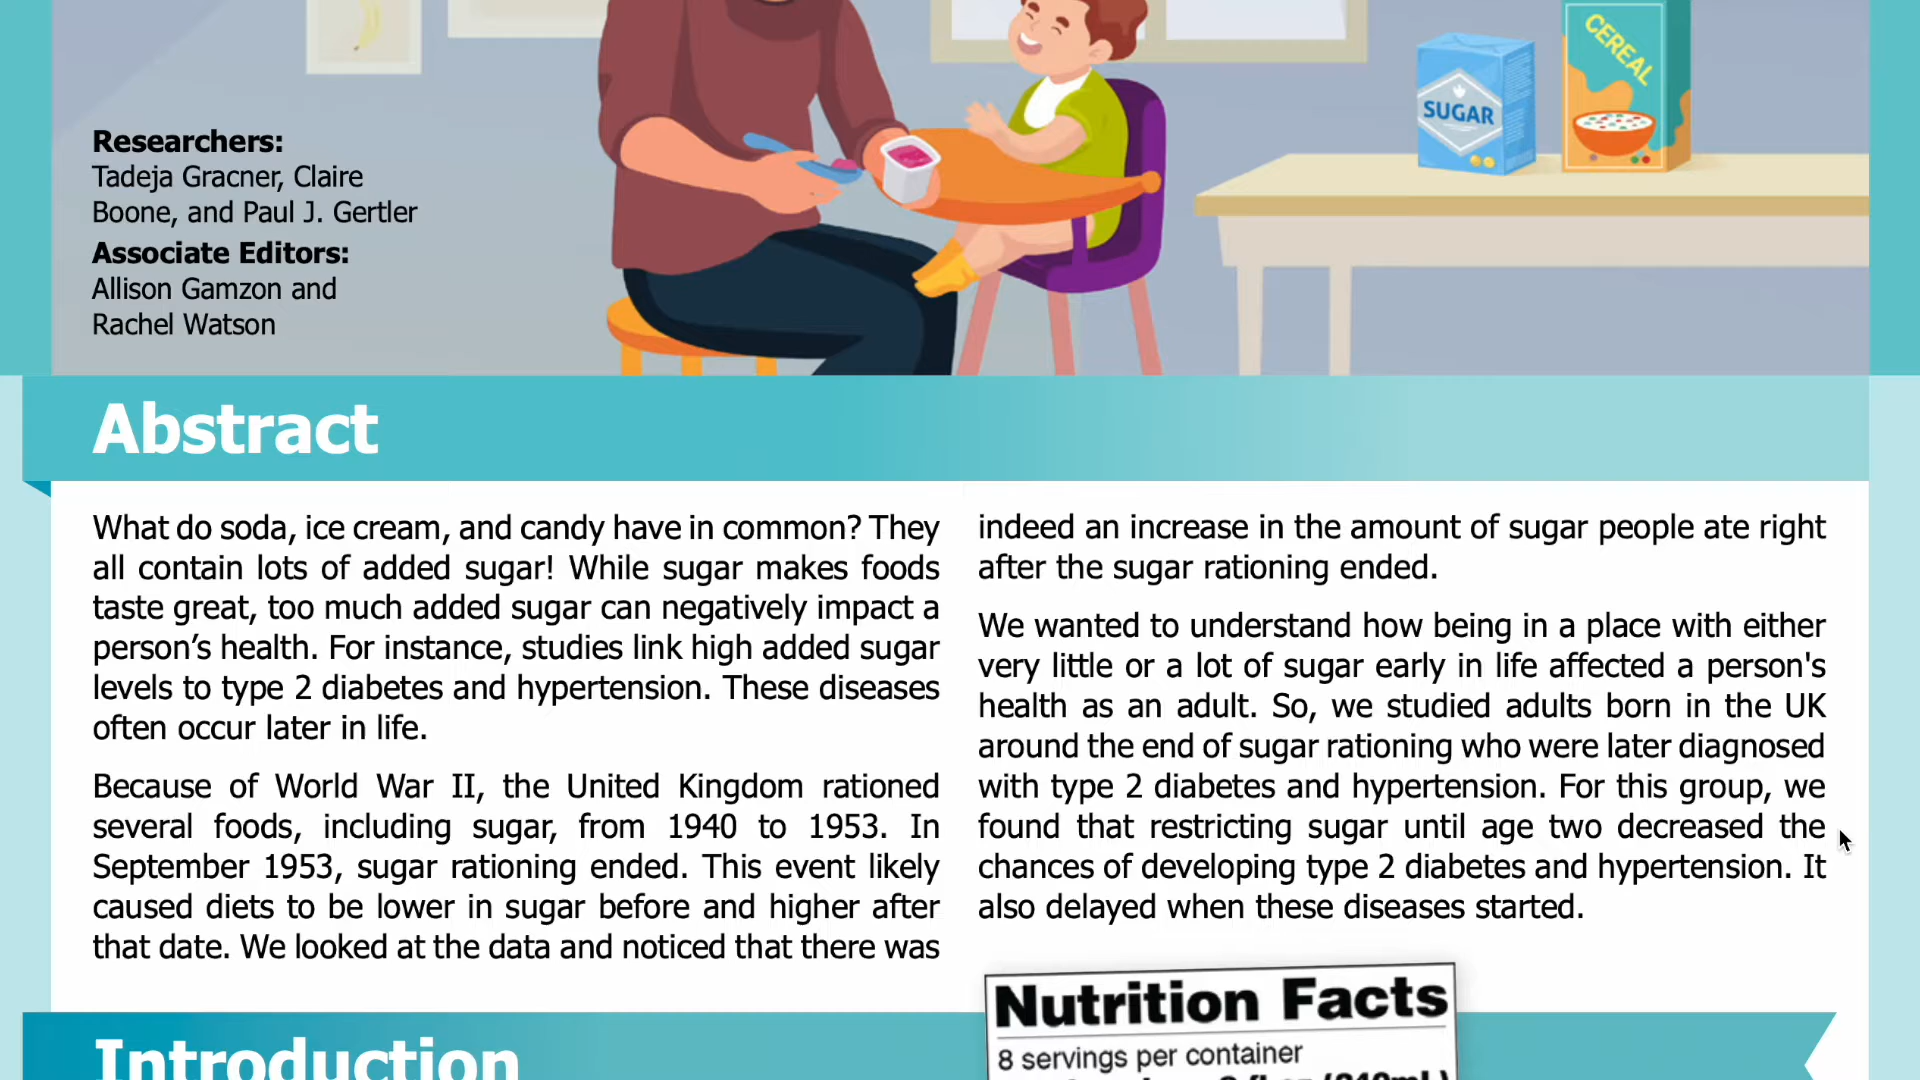 Researchers:
Tadeja Gracner, Claire
Boone, and Paul J. Gertler
Associate Editors:
Allison Gamzon and
Rachel Watson
SUGAR
CEREAL
Abstract
What do soda, ice cream, and candy have in common? They
all contain lots of added sugar! While sugar makes foods
taste great, too much added sugar can negatively impact a
person’s health. For instance, studies link high added sugar
levels to type 2 diabetes and hypertension. These diseases
often occur later in life.
Because of World War II, the United Kingdom rationed
several foods, including sugar, from 1940 to 1953. In
September 1953, sugar rationing ended. This event likely
caused diets to be lower in sugar before and higher after
that date. We looked at the data and noticed that there was
indeed an increase in the amount of sugar people ate right
after the sugar rationing ended.
We wanted to understand how being in a place with either
very little or a lot of sugar early in life affected a person's
health as an adult. So, we studied adults born in the UK
around the end of sugar rationing who were later diagnosed
with type 2 diabetes and hypertension. For this group, we
found that restricting sugar until age two decreased the
chances of developing type 2 diabetes and hypertension. It
also delayed when these diseases started.
Introduction
Nutrition Facts
8 servings per container